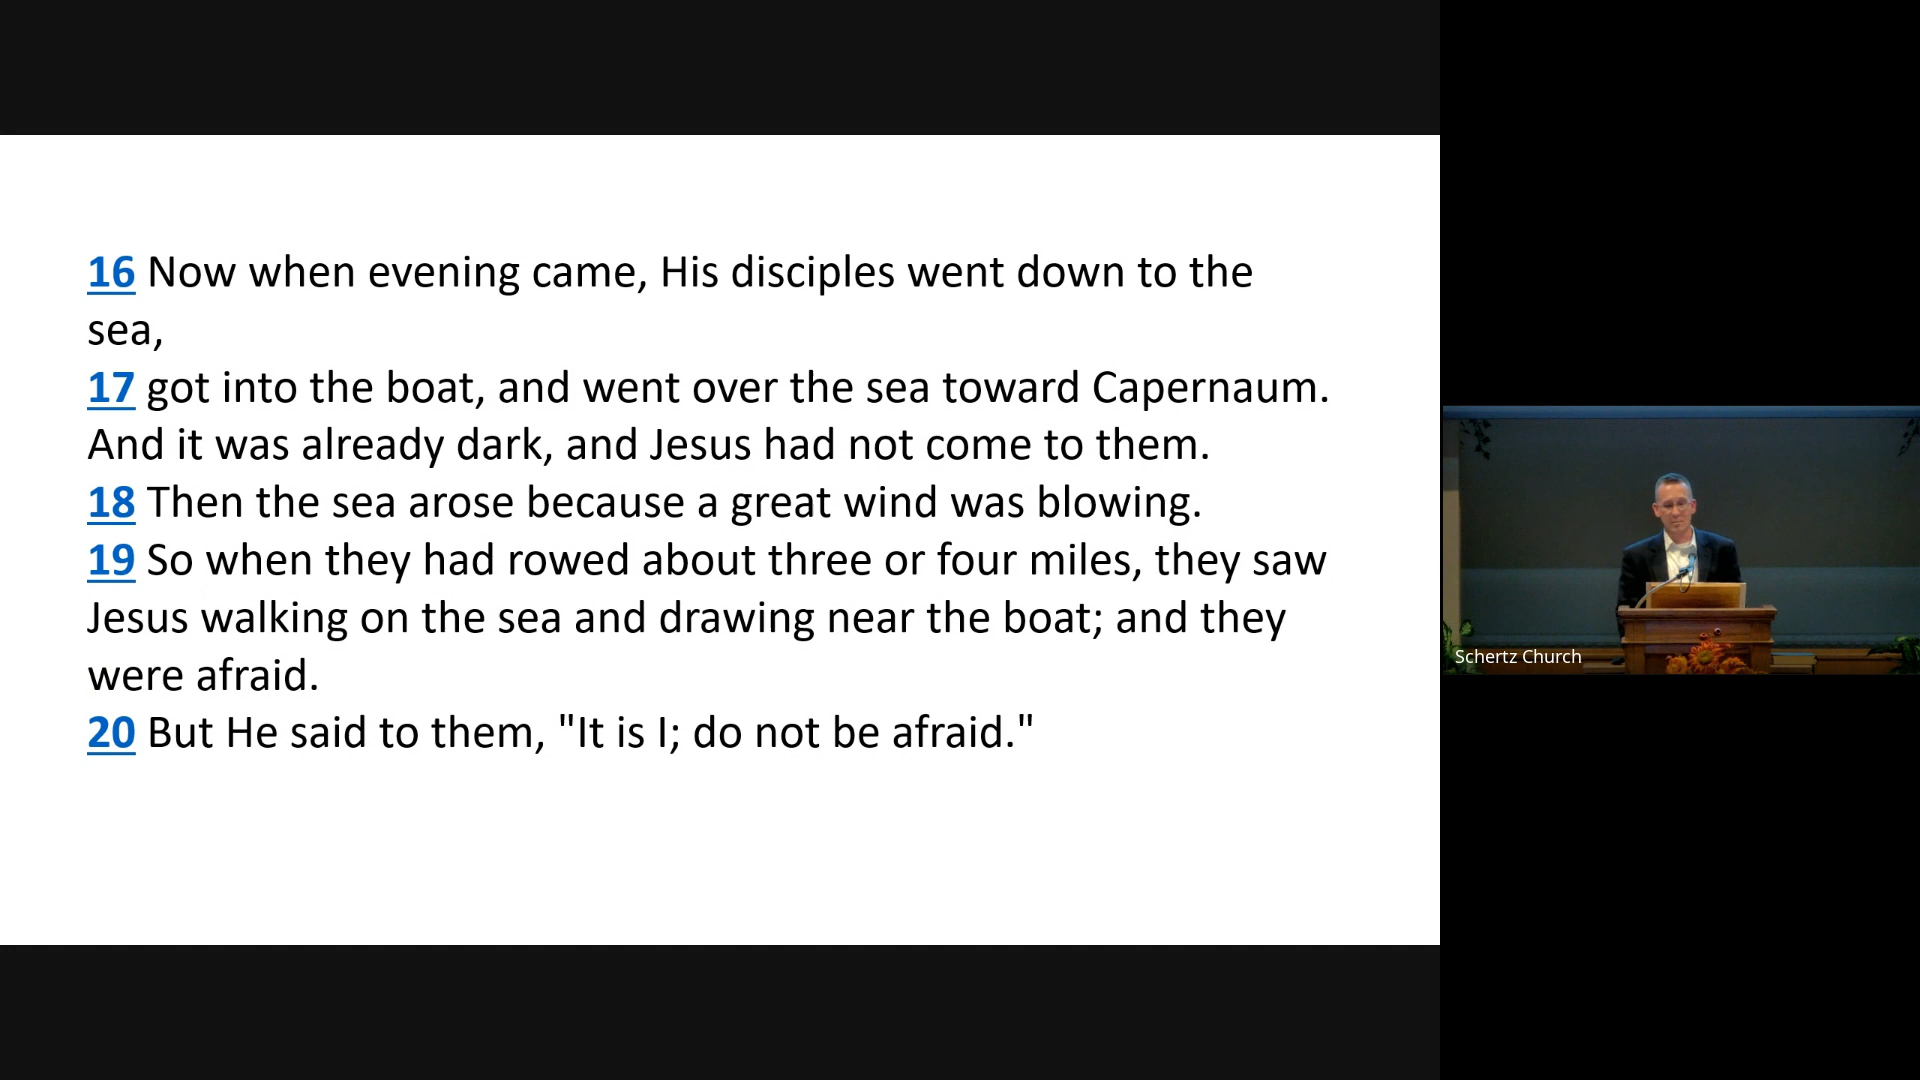 16 Now when evening came, His disciples went down to the
sea,
17 got into the boat, and went over the sea toward Capernaum.
And it was already dark, and Jesus had not come to them.
18 Then the sea arose because a great wind was blowing.
19 So when they had rowed about three or four miles, they saw
Jesus walking on the sea and drawing near the boat; and they
were afraid.
20 But He said to them, "It is I; do not be afraid."
Schertz Church